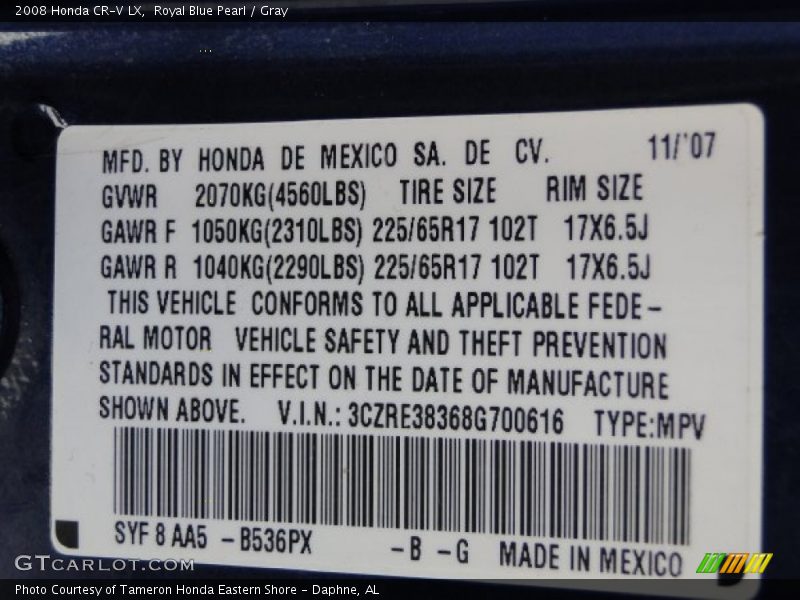 2008 Honda CR-V LX,  Royal Blue Pearl / Gray
MFD. BY HONDA DE MEXICO SA. DE CV. 11/'07
GVWR 2070KG(4560LBS) TIRE SIZE RIM SIZE
GAWR F 1050KG(2310LBS) 225/65R17 102T 17X6.5J
GAWR R 1040KG(2290LBS) 225/65R17 102T 17X6.5J
THIS VEHICLE CONFORMS TO ALL APPLICABLE FEDE-
RAL MOTOR VEHICLE SAFETY AND THEFT PREVENTION
STANDARDS IN EFFECT ON THE DATE OF MANUFACTURE
SHOWN ABOVE. V.I.N.: 3CZRE38368G700616 TYPE:MPV
SYF 8 AA5 -B536PX -B -G MADE IN MEXICO
GTCARLOT.COM
Photo Courtesy of Tameron Honda Eastern Shore - Daphne, AL